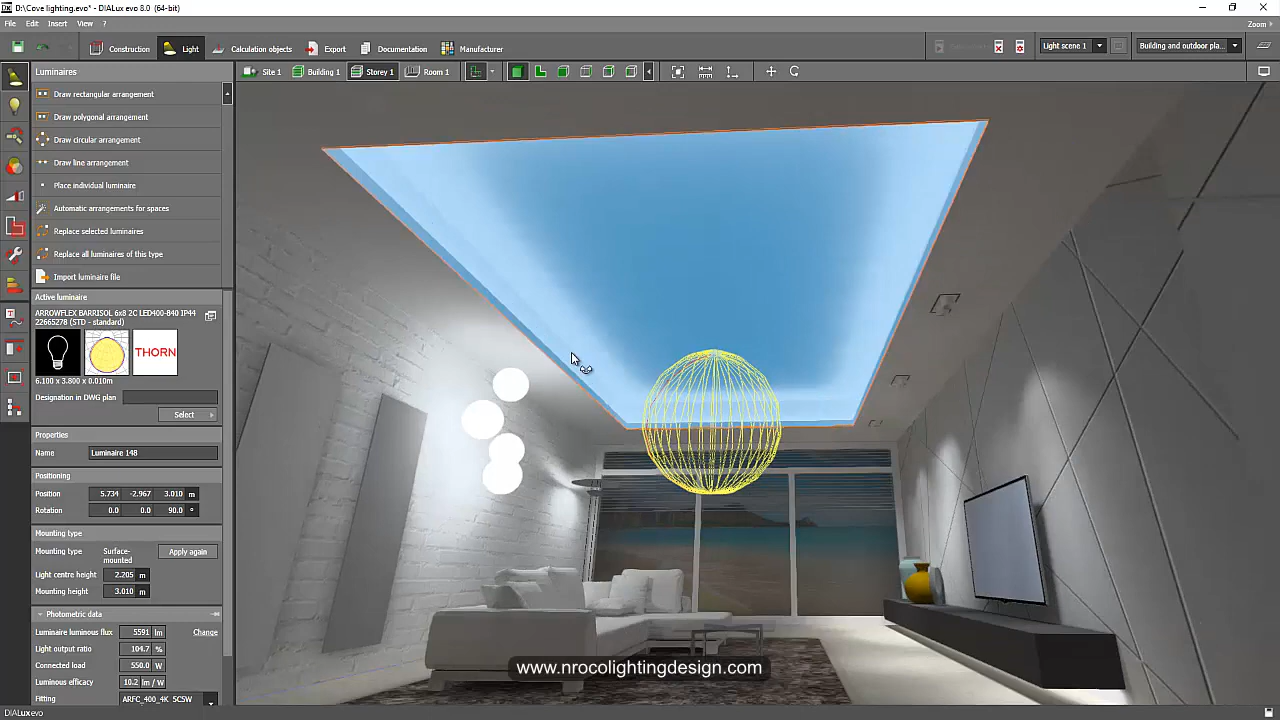 D:\Cove lighting.evo* - DIALux evo 8.0 (64-bit)
File Edit Insert View ?
Zoom
Construction Light Calculation objects Export Documentation Manufacturer
Light scene 1
Building and outdoor pla...
Luminaires
Site 1 Building 1 Storey 1 Room 1
Draw rectangular arrangement
Draw polygonal arrangement
Draw circular arrangement
Draw line arrangement
Place individual luminaire
Automatic arrangements for spaces
Replace selected luminaires
Replace all luminaires of this type
Import luminaire file
Active luminaire
ARROWFLEX BARRISOL 6x8 2C LED400-840 IP44
22665278 (STD - standard)
THORN
6.100 x 3.800 x 0.010m
Designation in DWG plan
Select
Properties
Name Luminaire 148
Positioning
Position 5.734 -2.967 3.010 m
Rotation 0.0 0.0 90.0 °
Mounting type
Mounting type Surface-mounted Apply again
Light centre height 2.205 m
Mounting height 3.010 m
Photometric data
Luminaire luminous flux 5591 lm Change
Light output ratio 104.7 %
Connected load 550.0 W
Luminous efficacy 10.2 lm / W
Fitting ARFC_400_4K SCSW
www.nrocolightingdesign.com
DIALux evo